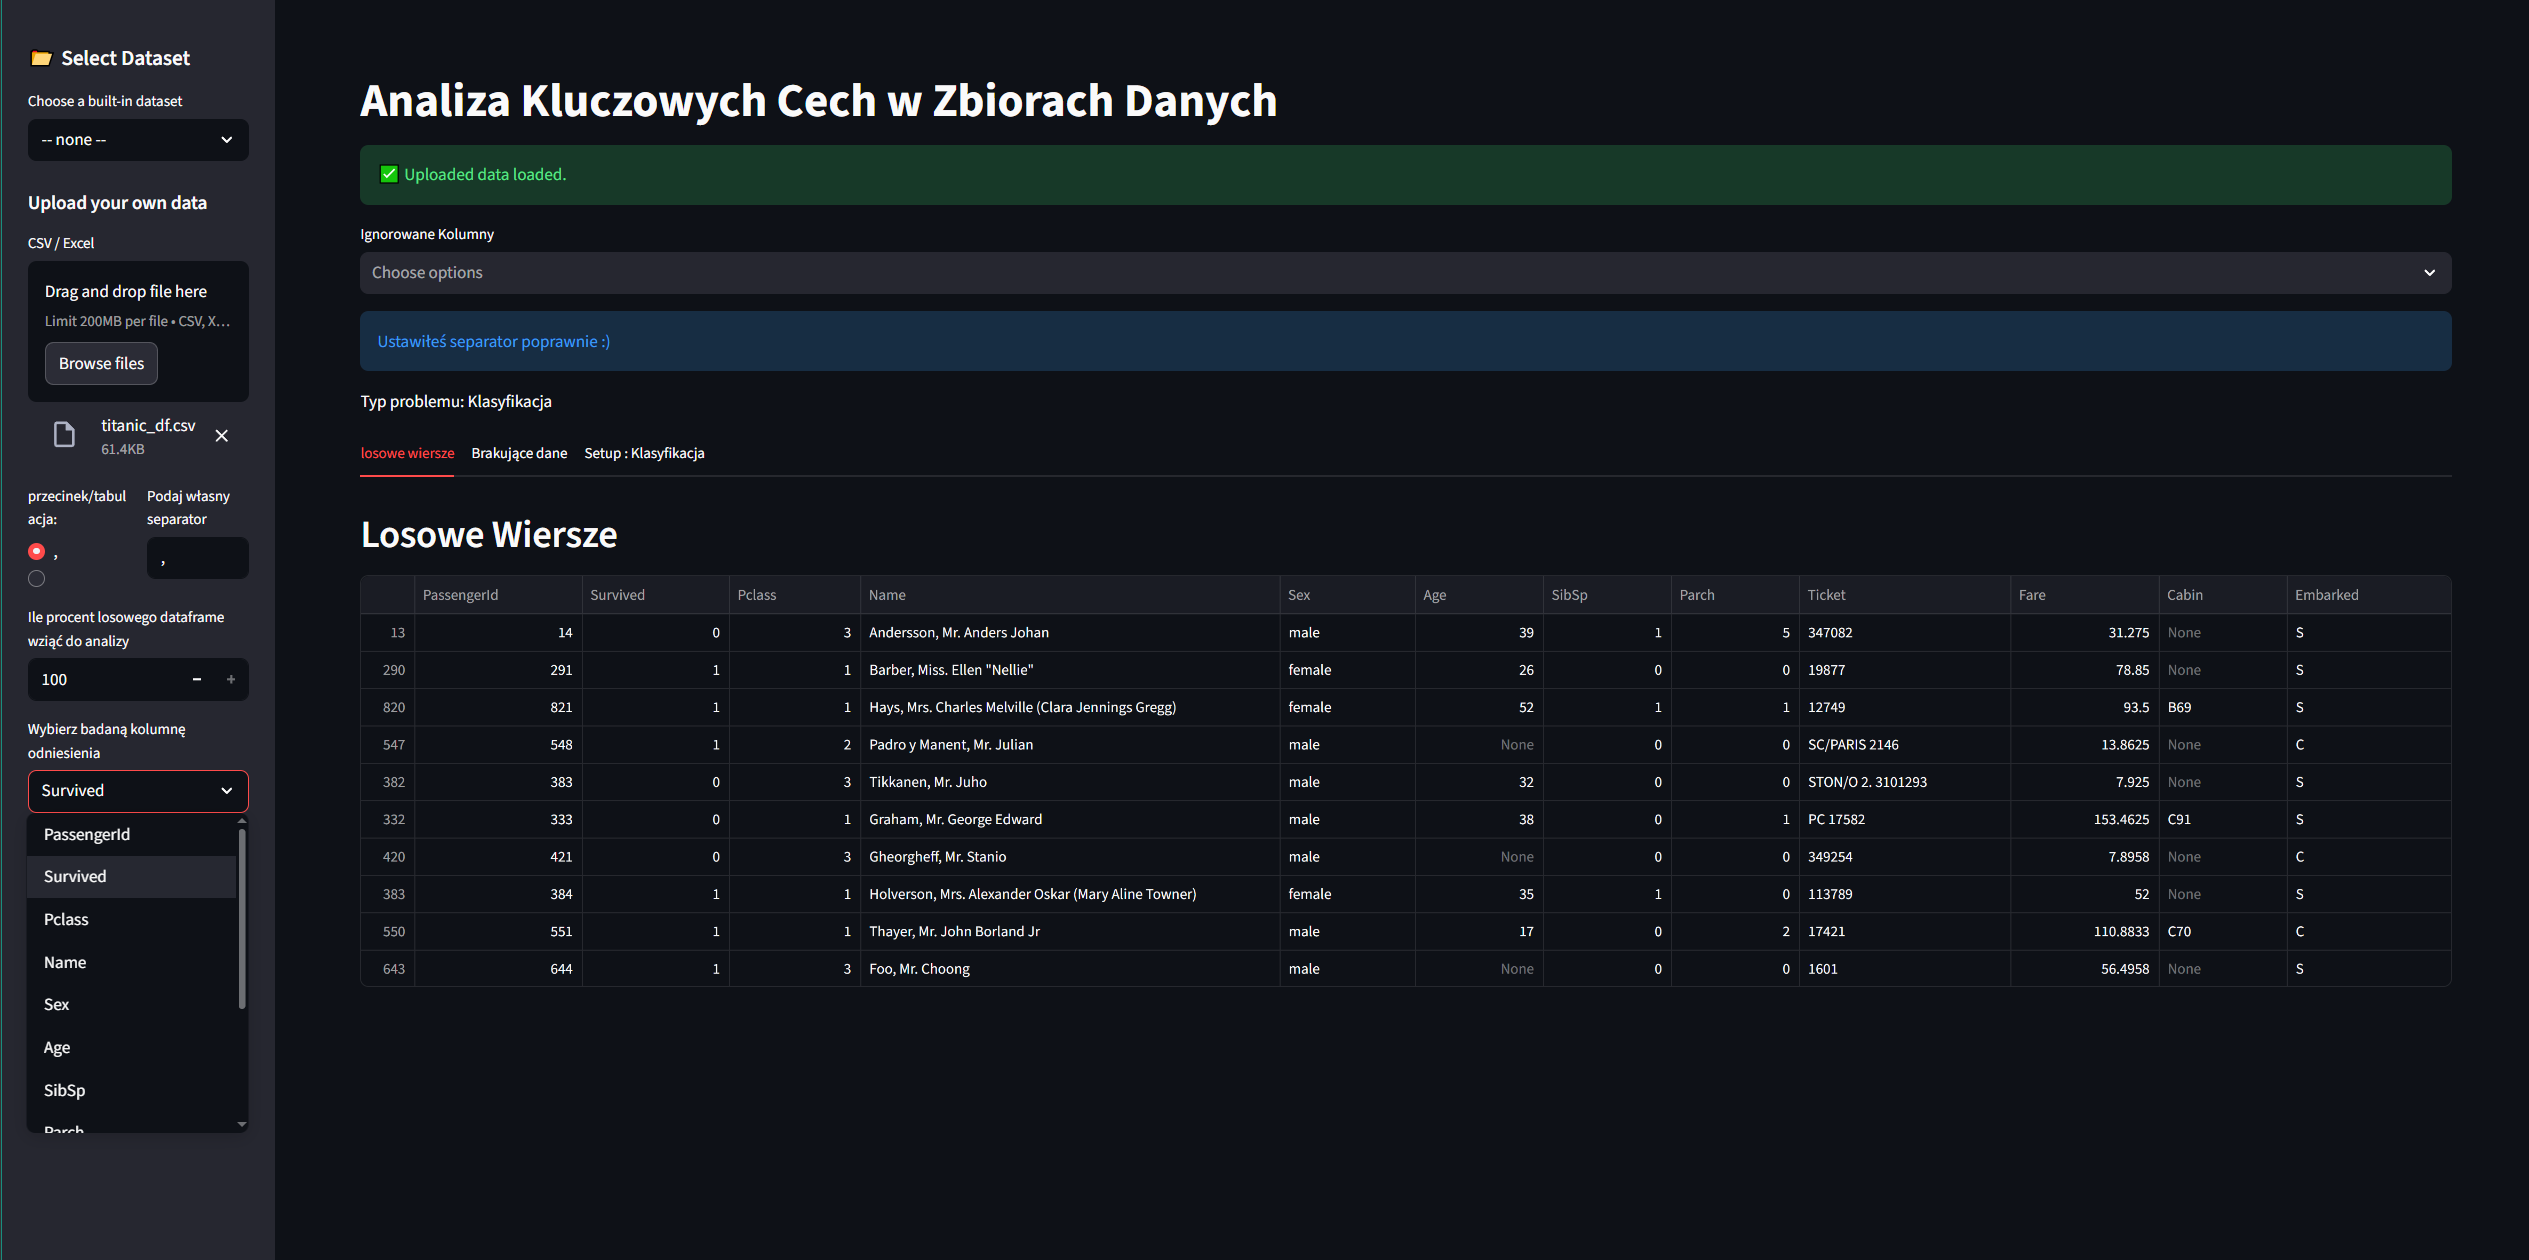 📂 Select Dataset
Choose a built-in dataset
-- none --
Upload your own data
CSV / Excel
Drag and drop file here
Limit 200MB per file • CSV, X...
Browse files
titanic_df.csv
61.4KB
przecinek/tabul
acja:
Podaj własny
separator
,
,
Ile procent losowego dataframe
wziąć do analizy
100 − +
Wybierz badaną kolumnę
odniesienia
Survived
PassengerId
Survived
Pclass
Name
Sex
Age
SibSp
Parch
Analiza Kluczowych Cech w Zbiorach Danych
✅ Uploaded data loaded.
Ignorowane Kolumny
Choose options
Ustawiłeś separator poprawnie :)
Typ problemu: Klasyfikacja
losowe wiersze Brakujące dane Setup : Klasyfikacja
Losowe Wiersze
PassengerId Survived Pclass Name Sex Age SibSp Parch Ticket Fare Cabin Embarked
13 14 0 3 Andersson, Mr. Anders Johan male 39 1 5 347082 31.275 None S
290 291 1 1 Barber, Miss. Ellen "Nellie" female 26 0 0 19877 78.85 None S
820 821 1 1 Hays, Mrs. Charles Melville (Clara Jennings Gregg) female 52 1 1 12749 93.5 B69 S
547 548 1 2 Padro y Manent, Mr. Julian male None 0 0 SC/PARIS 2146 13.8625 None C
382 383 0 3 Tikkanen, Mr. Juho male 32 0 0 STON/O 2. 3101293 7.925 None S
332 333 0 1 Graham, Mr. George Edward male 38 0 1 PC 17582 153.4625 C91 S
420 421 0 3 Gheorgheff, Mr. Stanio male None 0 0 349254 7.8958 None C
383 384 1 1 Holverson, Mrs. Alexander Oskar (Mary Aline Towner) female 35 1 0 113789 52 None S
550 551 1 1 Thayer, Mr. John Borland Jr male 17 0 2 17421 110.8833 C70 C
643 644 1 3 Foo, Mr. Choong male None 0 0 1601 56.4958 None S